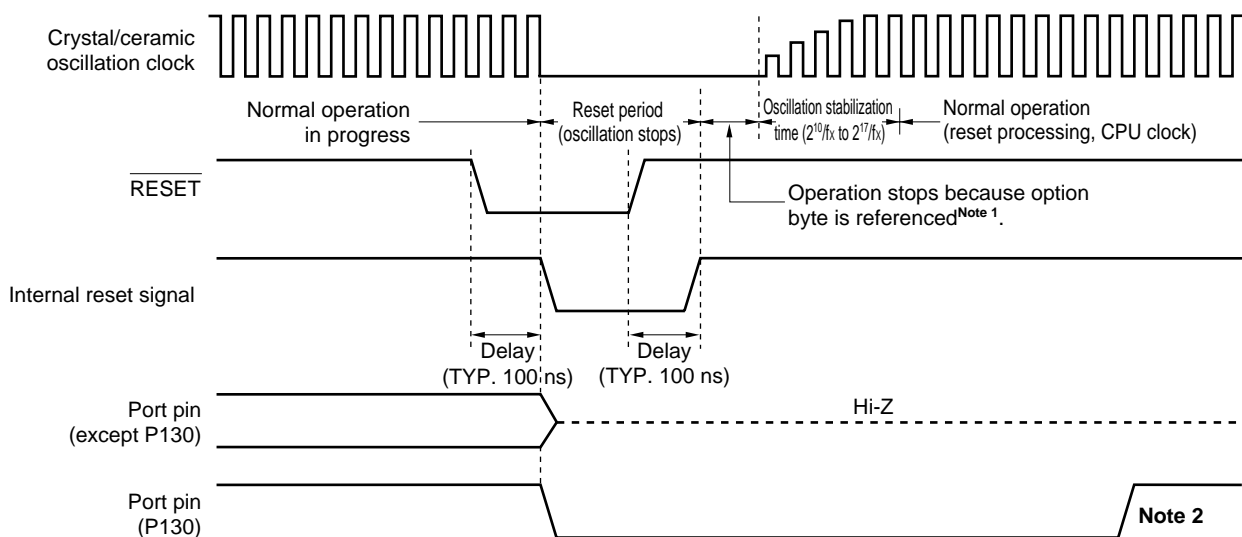 Crystal/ceramic
oscillation clock
Normal operation
in progress
Reset period
(oscillation stops)
Oscillation stabilization
time (2¹⁰/fx to 2¹⁷/fx)
Normal operation
(reset processing, CPU clock)
RESET
Operation stops because option
byte is referenced Note 1.
Internal reset signal
Delay
(TYP. 100 ns)
Delay
(TYP. 100 ns)
Port pin
(except P130)
Hi-Z
Port pin
(P130)
Note 2